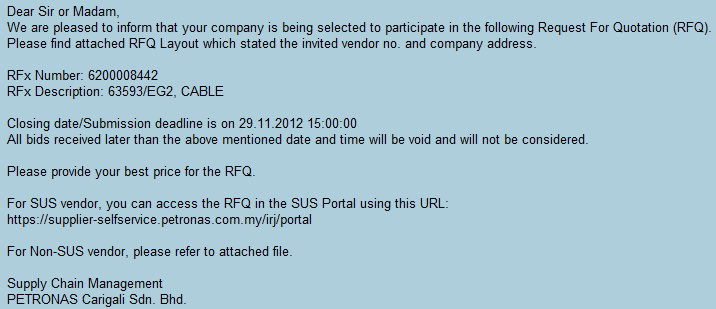 Dear Sir or Madam,
We are pleased to inform that your company is being selected to participate in the following Request For Quotation (RFQ).
Please find attached RFQ Layout which stated the invited vendor no. and company address.
RFx Number: 6200008442
RFx Description: 63593/EG2, CABLE
Closing date/Submission deadline is on 29.11.2012 15:00:00
All bids received later than the above mentioned date and time will be void and will not be considered.
Please provide your best price for the RFQ.
For SUS vendor, you can access the RFQ in the SUS Portal using this URL:
https://supplier-selfservice.petronas.com.my/irj/portal
For Non-SUS vendor, please refer to attached file.
Supply Chain Management
PETRONAS Carigali Sdn. Bhd.